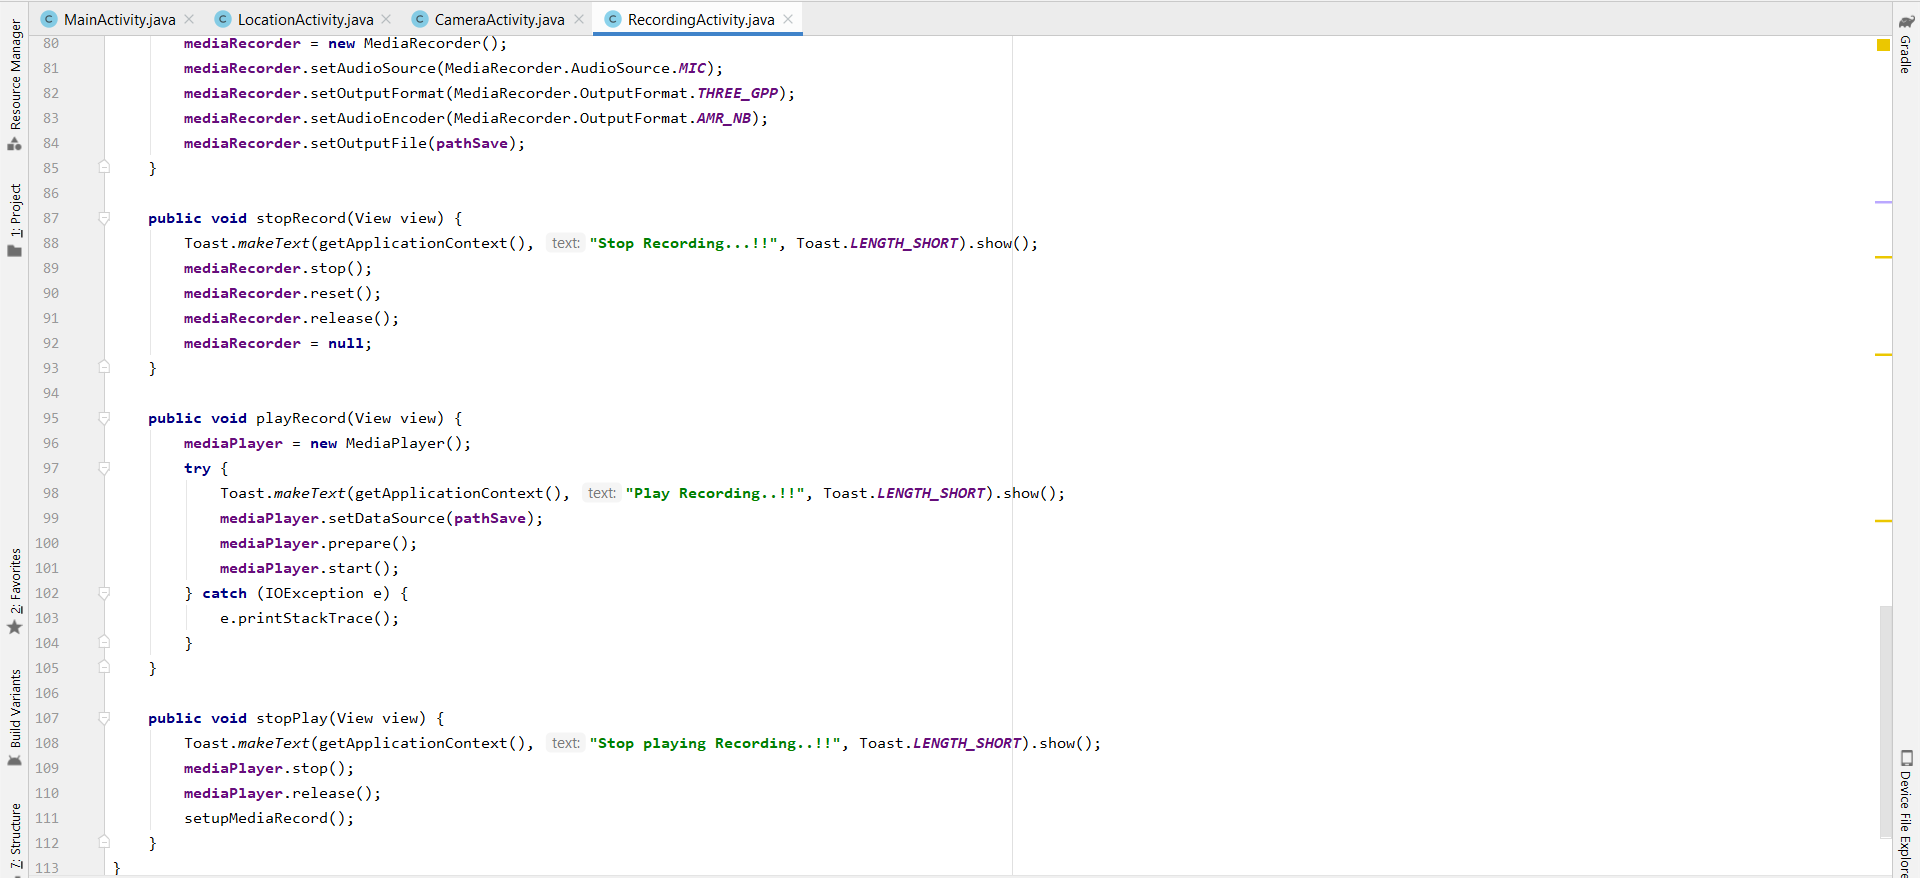 MainActivity.java LocationActivity.java CameraActivity.java RecordingActivity.java
Resource Manager
1: Project
2: Favorites
Build Variants
7: Structure
80 mediaRecorder = new MediaRecorder();
81 mediaRecorder.setAudioSource(MediaRecorder.AudioSource.MIC);
82 mediaRecorder.setOutputFormat(MediaRecorder.OutputFormat.THREE_GPP);
83 mediaRecorder.setAudioEncoder(MediaRecorder.OutputFormat.AMR_NB);
84 mediaRecorder.setOutputFile(pathSave);
85 }
86
87 public void stopRecord(View view) {
88 Toast.makeText(getApplicationContext(), text: "Stop Recording...!!", Toast.LENGTH_SHORT).show();
89 mediaRecorder.stop();
90 mediaRecorder.reset();
91 mediaRecorder.release();
92 mediaRecorder = null;
93 }
94
95 public void playRecord(View view) {
96 mediaPlayer = new MediaPlayer();
97 try {
98 Toast.makeText(getApplicationContext(), text: "Play Recording..!!", Toast.LENGTH_SHORT).show();
99 mediaPlayer.setDataSource(pathSave);
100 mediaPlayer.prepare();
101 mediaPlayer.start();
102 } catch (IOException e) {
103 e.printStackTrace();
104 }
105 }
106
107 public void stopPlay(View view) {
108 Toast.makeText(getApplicationContext(), text: "Stop playing Recording..!!", Toast.LENGTH_SHORT).show();
109 mediaPlayer.stop();
110 mediaPlayer.release();
111 setupMediaRecord();
112 }
113 }
Gradle
Device File Explore